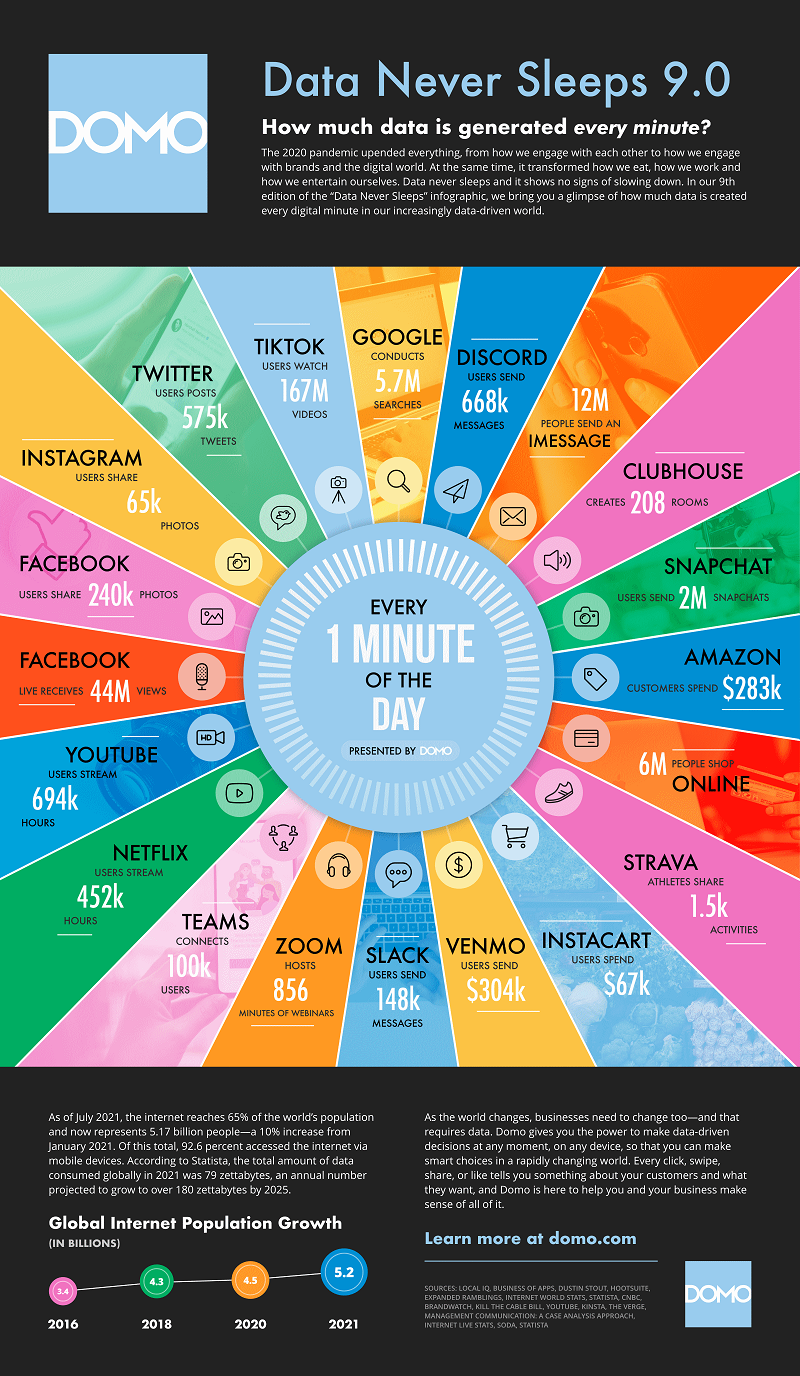 DOMO
Data Never Sleeps 9.0
How much data is generated every minute?
The 2020 pandemic upended everything, from how we engage with each other to how we engage
with brands and the digital world. At the same time, it transformed how we eat, how we work and
how we entertain ourselves. Data never sleeps and it shows no signs of slowing down. In our 9th
edition of the “Data Never Sleeps” infographic, we bring you a glimpse of how much data is created
every digital minute in our increasingly data-driven world.
GOOGLE
CONDUCTS
5.7M
SEARCHES
DISCORD
USERS SEND
668k
MESSAGES
12M
PEOPLE SEND AN
IMESSAGE
CLUBHOUSE
CREATES 208 ROOMS
SNAPCHAT
USERS SEND 2M SNAPCHATS
AMAZON
CUSTOMERS SPEND $283k
6M PEOPLE SHOP
ONLINE
STRAVA
ATHLETES SHARE
1.5k
ACTIVITIES
INSTACART
USERS SPEND
$67k
VENMO
USERS SEND
$304k
SLACK
USERS SEND
148k
MESSAGES
ZOOM
HOSTS
856
MINUTES OF WEBINARS
TEAMS
CONNECTS
100k
USERS
NETFLIX
USERS STREAM
452k
HOURS
YOUTUBE
USERS STREAM
694k
HOURS
FACEBOOK
LIVE RECEIVES 44M VIEWS
FACEBOOK
USERS SHARE 240k PHOTOS
INSTAGRAM
USERS SHARE
65k
PHOTOS
TWITTER
USERS POSTS
575k
TWEETS
TIKTOK
USERS WATCH
167M
VIDEOS
HD
$
EVERY
1 MINUTE
OF THE
DAY
PRESENTED BY DOMO
As of July 2021, the internet reaches 65% of the world’s population
and now represents 5.17 billion people—a 10% increase from
January 2021. Of this total, 92.6 percent accessed the internet via
mobile devices. According to Statista, the total amount of data
consumed globally in 2021 was 79 zettabytes, an annual number
projected to grow to over 180 zettabytes by 2025.
Global Internet Population Growth
(IN BILLIONS)
3.4 4.3 4.5 5.2
2016 2018 2020 2021
As the world changes, businesses need to change too—and that
requires data. Domo gives you the power to make data-driven
decisions at any moment, on any device, so that you can make
smart choices in a rapidly changing world. Every click, swipe,
share, or like tells you something about your customers and what
they want, and Domo is here to help you and your business make
sense of all of it.
Learn more at domo.com
SOURCES: LOCAL IQ, BUSINESS OF APPS, DUSTIN STOUT, HOOTSUITE,
EXPANDED RAMBLINGS, INTERNET WORLD STATS, STATISTA, CNBC,
BRANDWATCH, KILL THE CABLE BILL, YOUTUBE, KINSTA, THE VERGE,
MANAGEMENT COMMUNICATION: A CASE ANALYSIS APPROACH,
INTERNET LIVE STATS, SODA, STATISTA
DOMO